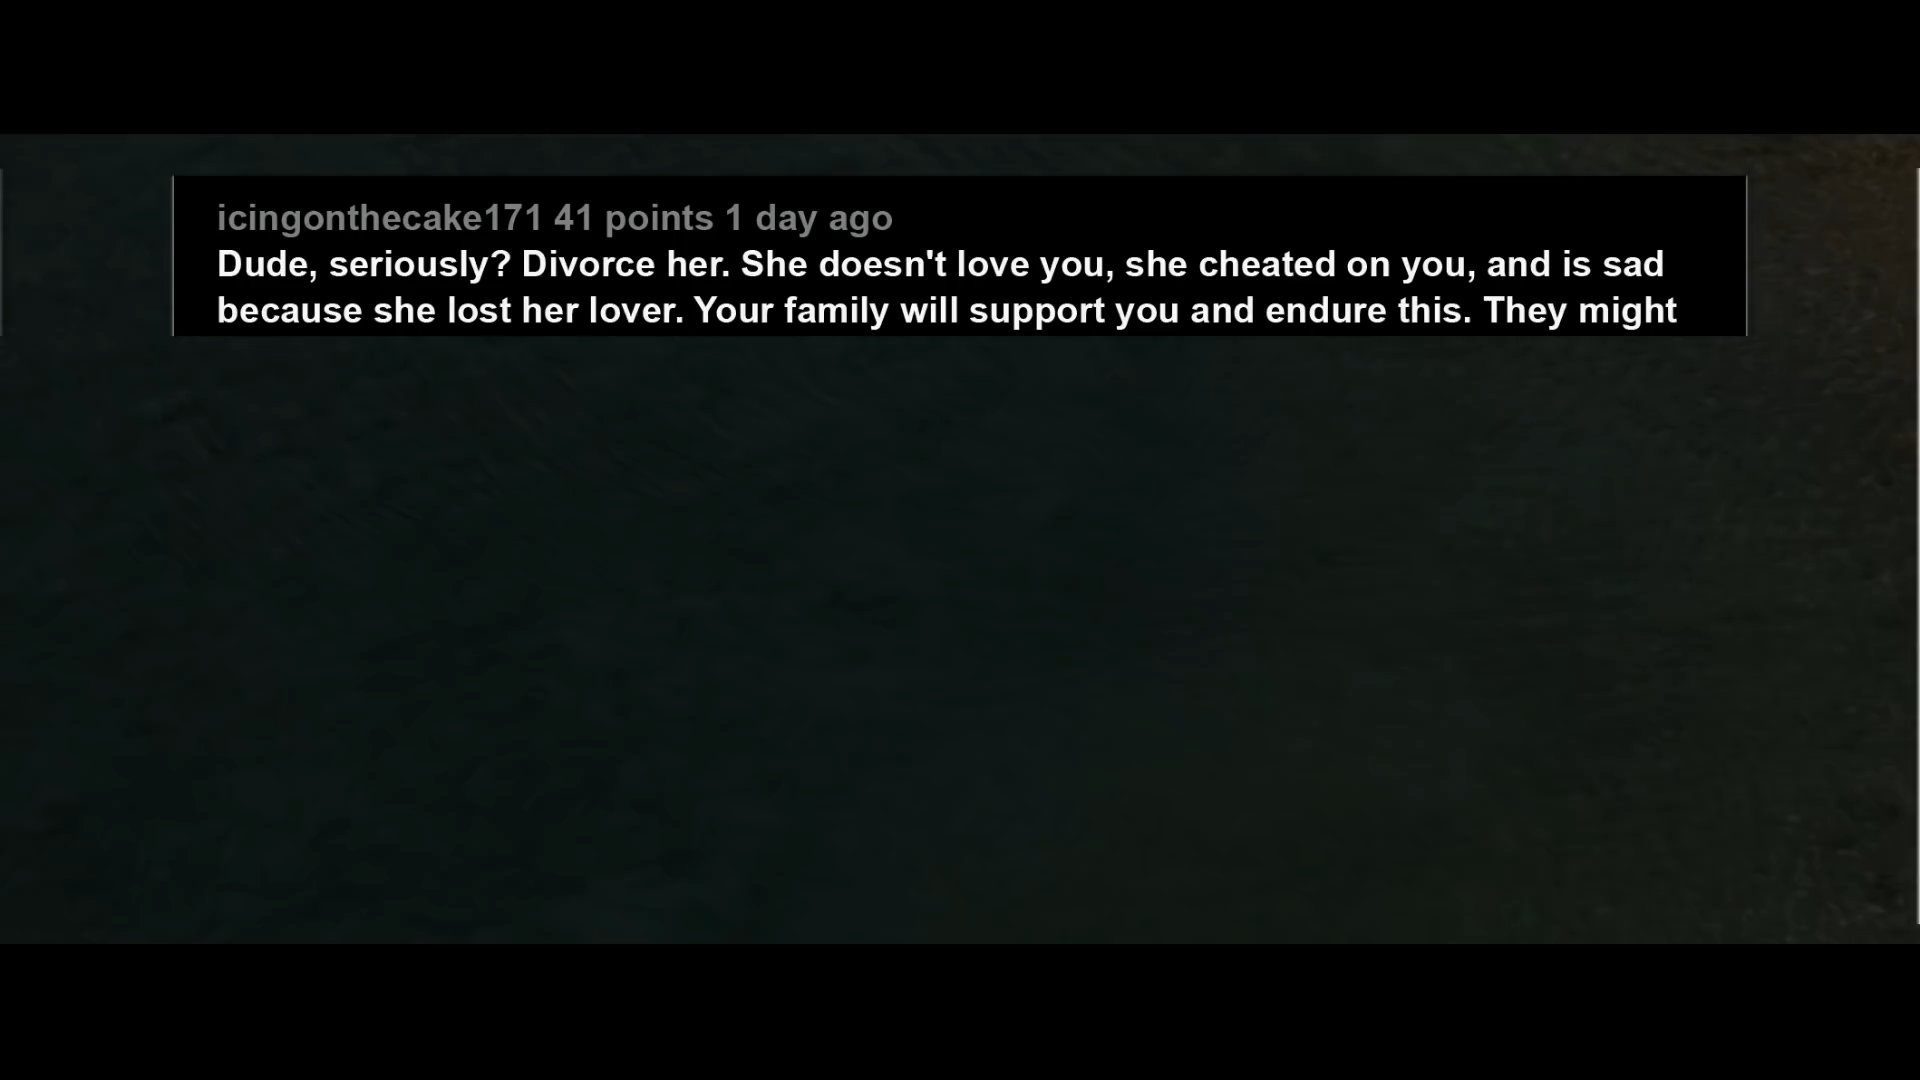 icingonthecake171 41 points 1 day ago
Dude, seriously? Divorce her. She doesn't love you, she cheated on you, and is sad
because she lost her lover. Your family will support you and endure this. They might